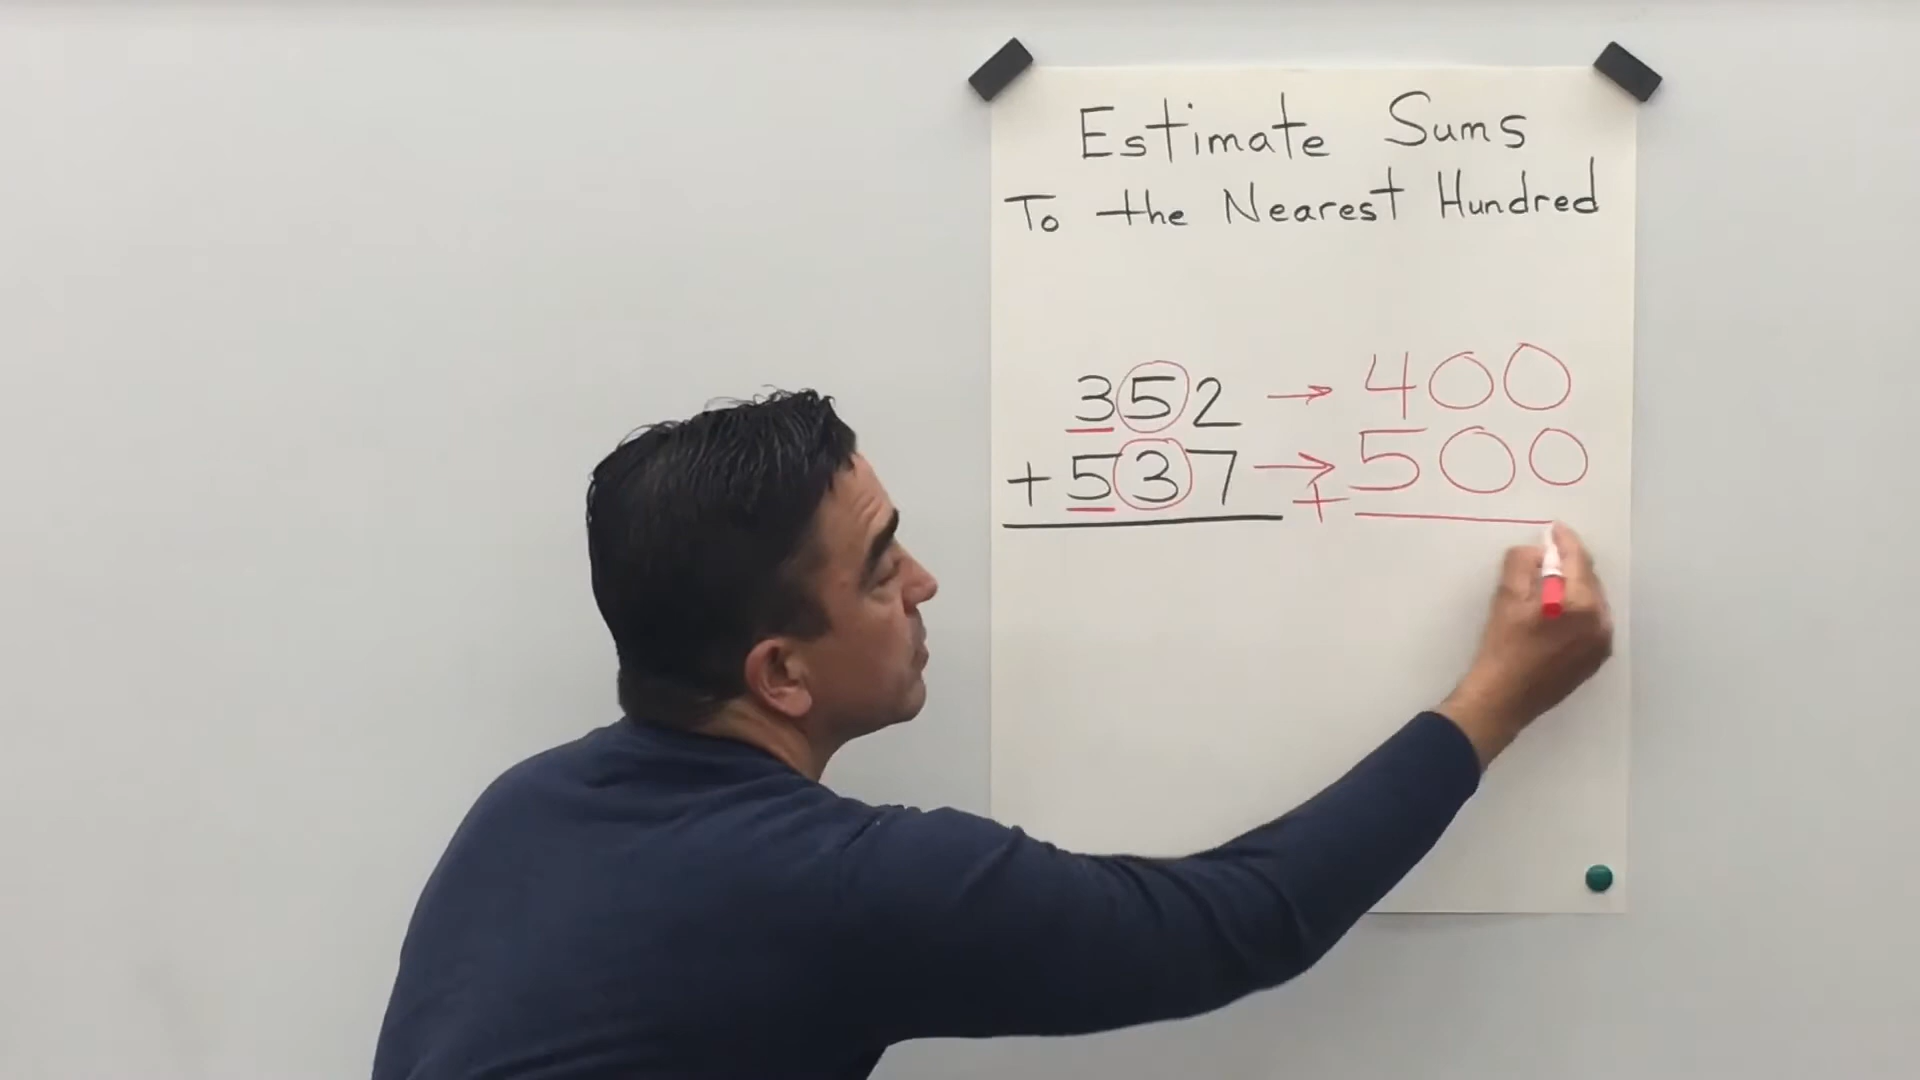 Estimate Sums
To the Nearest Hundred
352 → 400
+ 537 → + 500